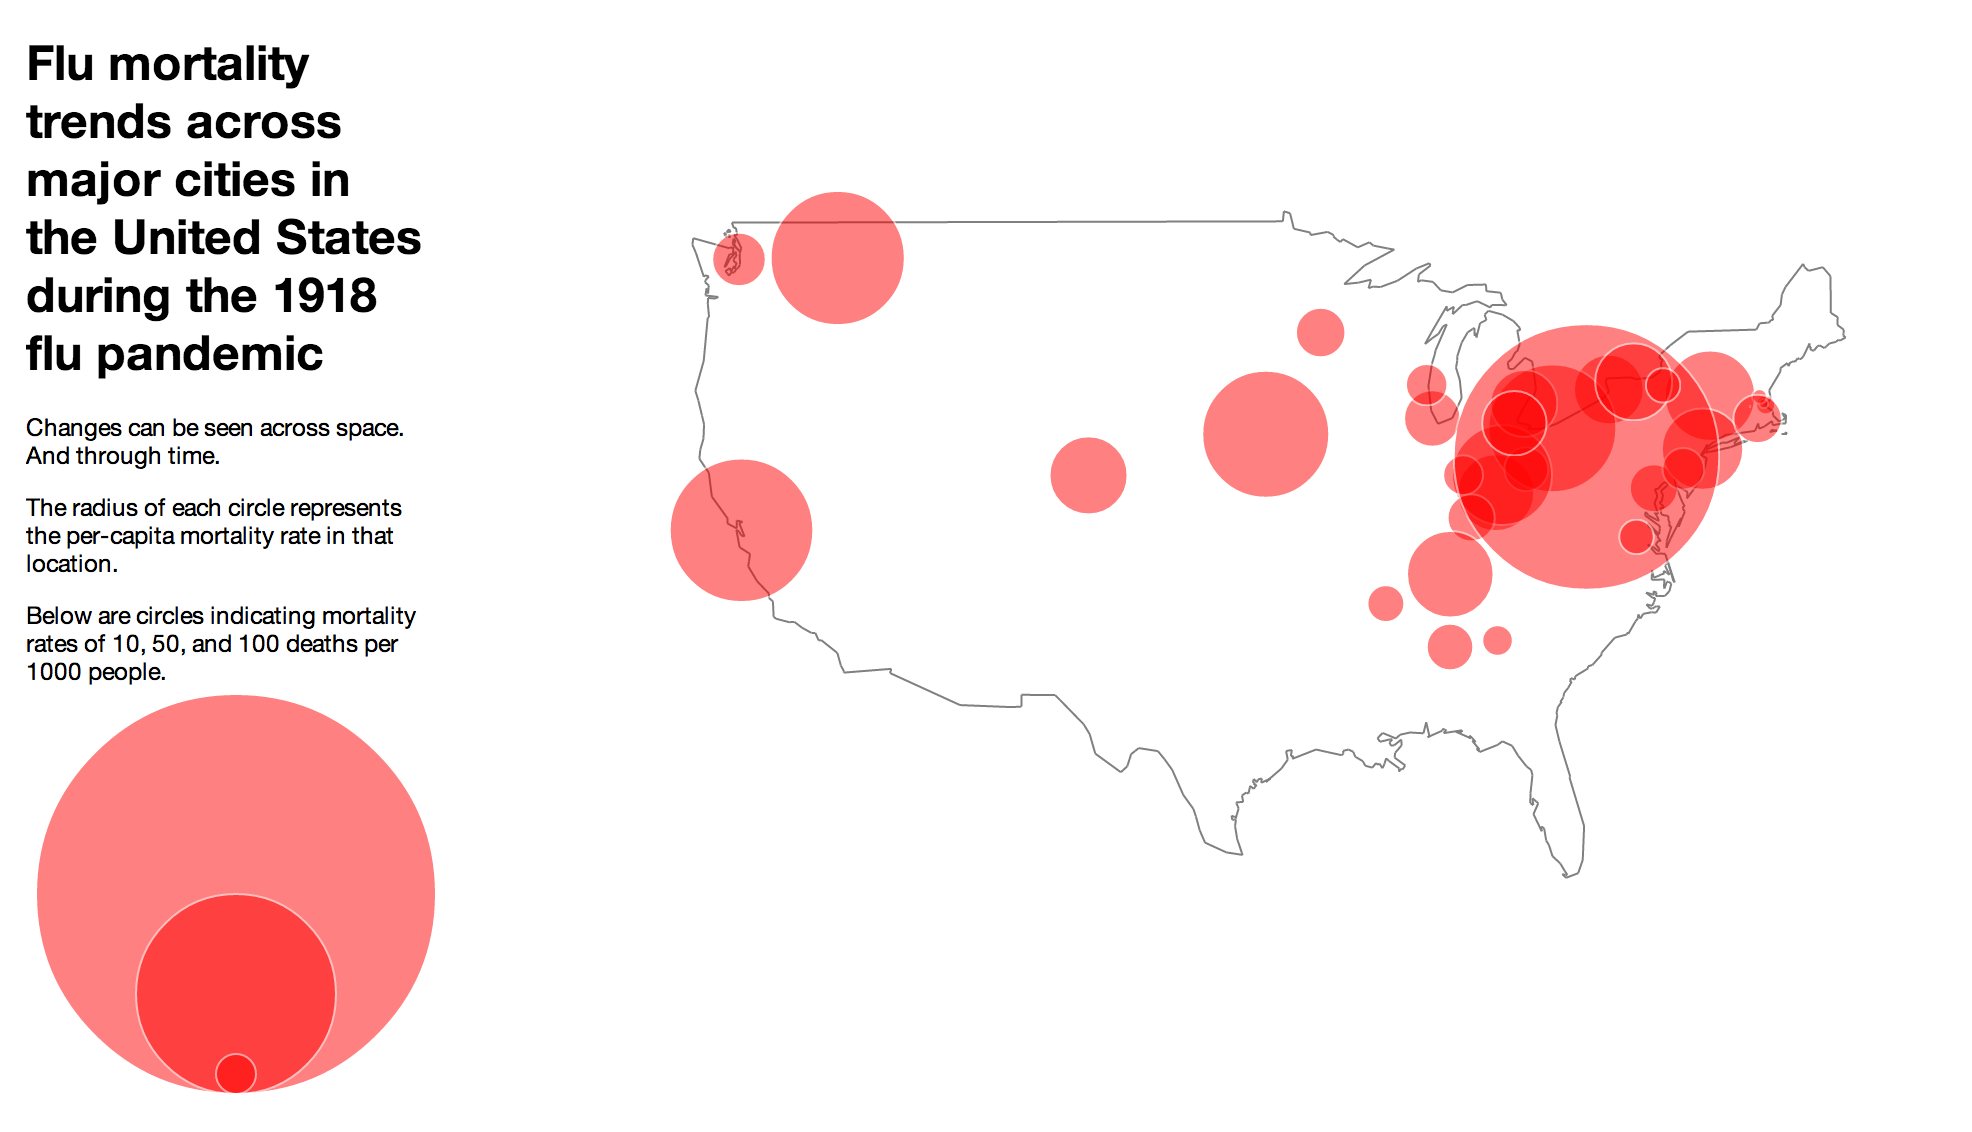 Flu mortality
trends across
major cities in
the United States
during the 1918
flu pandemic
Changes can be seen across space.
And through time.
The radius of each circle represents
the per-capita mortality rate in that
location.
Below are circles indicating mortality
rates of 10, 50, and 100 deaths per
1000 people.